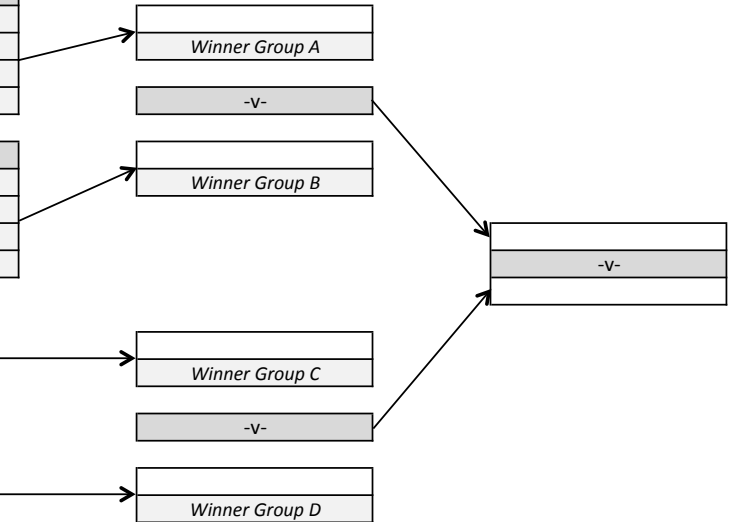 Winner Group A
-v-
Winner Group B
-v-
Winner Group C
-v-
Winner Group D